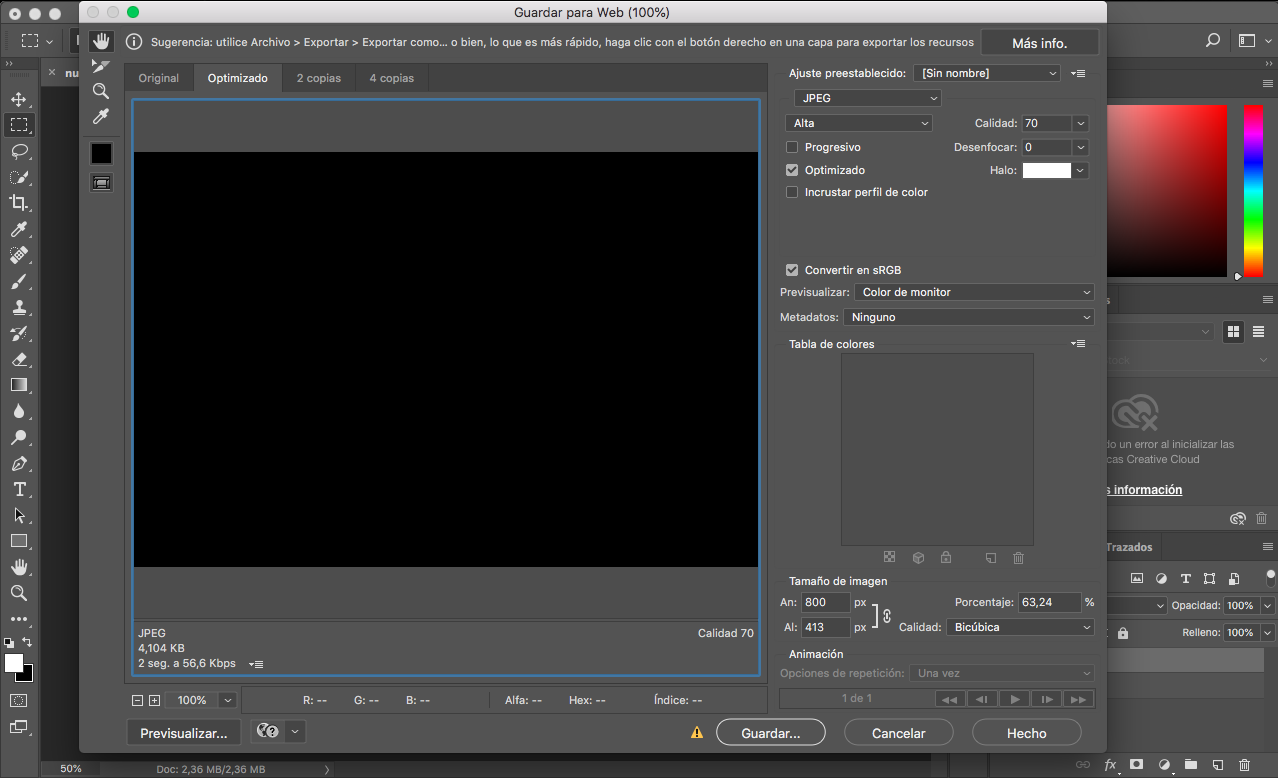 Guardar para Web (100%)
Sugerencia: utilice Archivo > Exportar > Exportar como... o bien, lo que es más rápido, haga clic con el botón derecho en una capa para exportar los recursos
Más info.
nu
Original
Optimizado
2 copias
4 copias
Ajuste preestablecido: [Sin nombre]
JPEG
Alta
Calidad: 70
Progresivo
Desenfocar: 0
Optimizado
Halo:
Incrustar perfil de color
Convertir en sRGB
Previsualizar: Color de monitor
Metadatos: Ninguno
Tabla de colores
do un error al inicializar las
cas Creative Cloud
s información
Trazados
Tamaño de imagen
An: 800 px
Porcentaje: 63,24 %
Al: 413 px
Calidad: Bicúbica
Opacidad: 100%
Relleno: 100%
JPEG
Calidad 70
4,104 KB
2 seg. a 56,6 Kbps
Animación
Opciones de repetición: Una vez
1 de 1
100%
R: --
G: --
B: --
Alfa: --
Hex: --
Índice: --
Previsualizar...
Guardar...
Cancelar
Hecho
50%
Doc: 2,36 MB/2,36 MB
fx